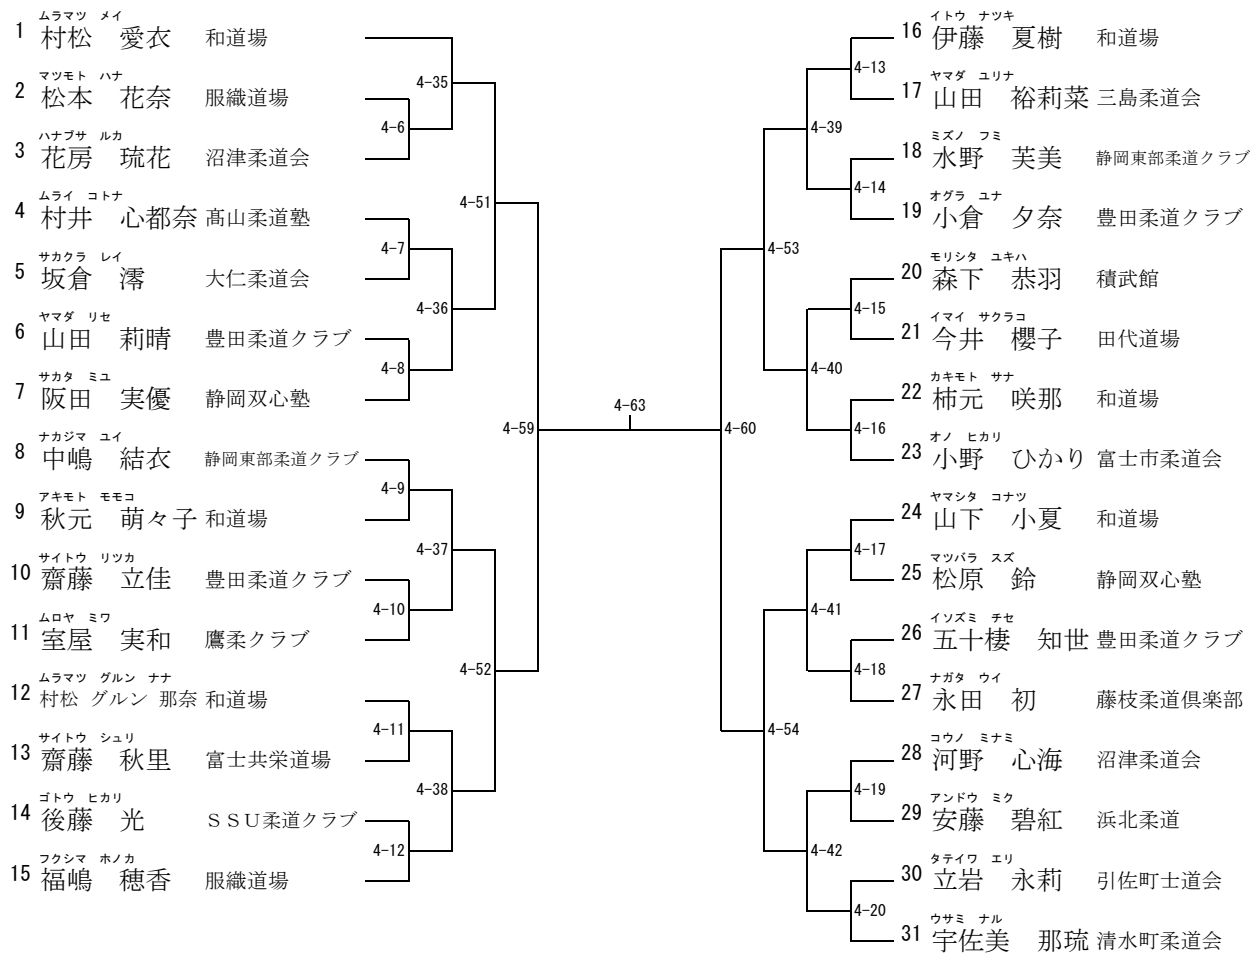 ムラマツ　メイ
1 村松　愛衣 和道場
マツモト　ハナ
2 松本　花奈 服織道場
ハナブサ　ルカ
3 花房　琉花 沼津柔道会
ムライ　コトナ
4 村井　心都奈 髙山柔道塾
サカクラ　レイ
5 坂倉　澪 大仁柔道会
ヤマダ　リセ
6 山田　莉晴 豊田柔道クラブ
サカタ　ミユ
7 阪田　実優 静岡双心塾
ナカジマ　ユイ
8 中嶋　結衣 静岡東部柔道クラブ
アキモト　モモコ
9 秋元　萌々子 和道場
サイトウ　リツカ
10 齋藤　立佳 豊田柔道クラブ
ムロヤ　ミワ
11 室屋　実和 鷹柔クラブ
ムラマツ　グルン　ナナ
12 村松 グルン 那奈 和道場
サイトウ　シュリ
13 齋藤　秋里 富士共栄道場
ゴトウ　ヒカリ
14 後藤　光 ＳＳＵ柔道クラブ
フクシマ　ホノカ
15 福嶋　穂香 服織道場
4-6
4-7
4-8
4-9
4-10
4-11
4-12
4-35
4-36
4-37
4-38
4-51
4-52
4-59
4-63
4-60
4-53
4-54
4-39
4-40
4-41
4-42
4-13
4-14
4-15
4-16
4-17
4-18
4-19
4-20
イトウ　ナツキ
16 伊藤　夏樹 和道場
ヤマダ　ユリナ
17 山田　裕莉菜 三島柔道会
ミズノ　フミ
18 水野　芙美 静岡東部柔道クラブ
オグラ　ユナ
19 小倉　夕奈 豊田柔道クラブ
モリシタ　ユキハ
20 森下　恭羽 積武館
イマイ　サクラコ
21 今井　櫻子 田代道場
カキモト　サナ
22 柿元　咲那 和道場
オノ　ヒカリ
23 小野　ひかり 富士市柔道会
ヤマシタ　コナツ
24 山下　小夏 和道場
マツバラ　スズ
25 松原　鈴 静岡双心塾
イソズミ　チセ
26 五十棲　知世 豊田柔道クラブ
ナガタ　ウイ
27 永田　初 藤枝柔道倶楽部
コウノ　ミナミ
28 河野　心海 沼津柔道会
アンドウ　ミク
29 安藤　碧紅 浜北柔道
タテイワ　エリ
30 立岩　永莉 引佐町士道会
ウサミ　ナル
31 宇佐美　那琉 清水町柔道会